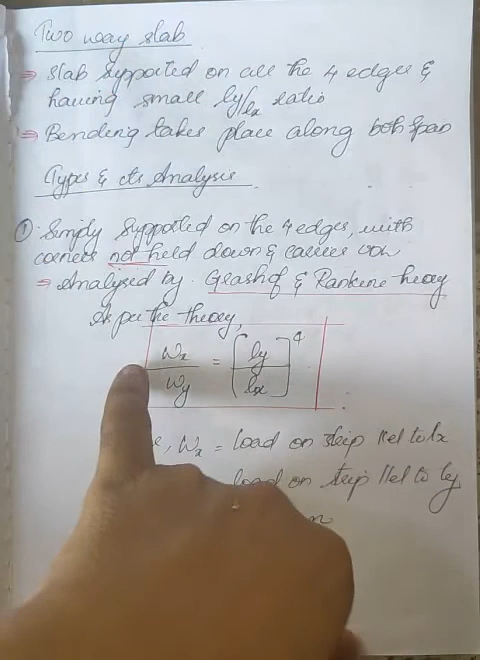 Two way slab
⇒ Slab supported on all the 4 edges &
having small ly/lx ratio
⇒ Bending takes place along both span
Types & its Analysis
① Simply supported on the 4 edges, with
corners not held down & carries UDL
⇒ Analysed by Grashof & Rankine theory
As per the theory,
Wx/Wy = [ly/lx]⁴
Wx = load on strip llel to lx
load on strip llel to ly